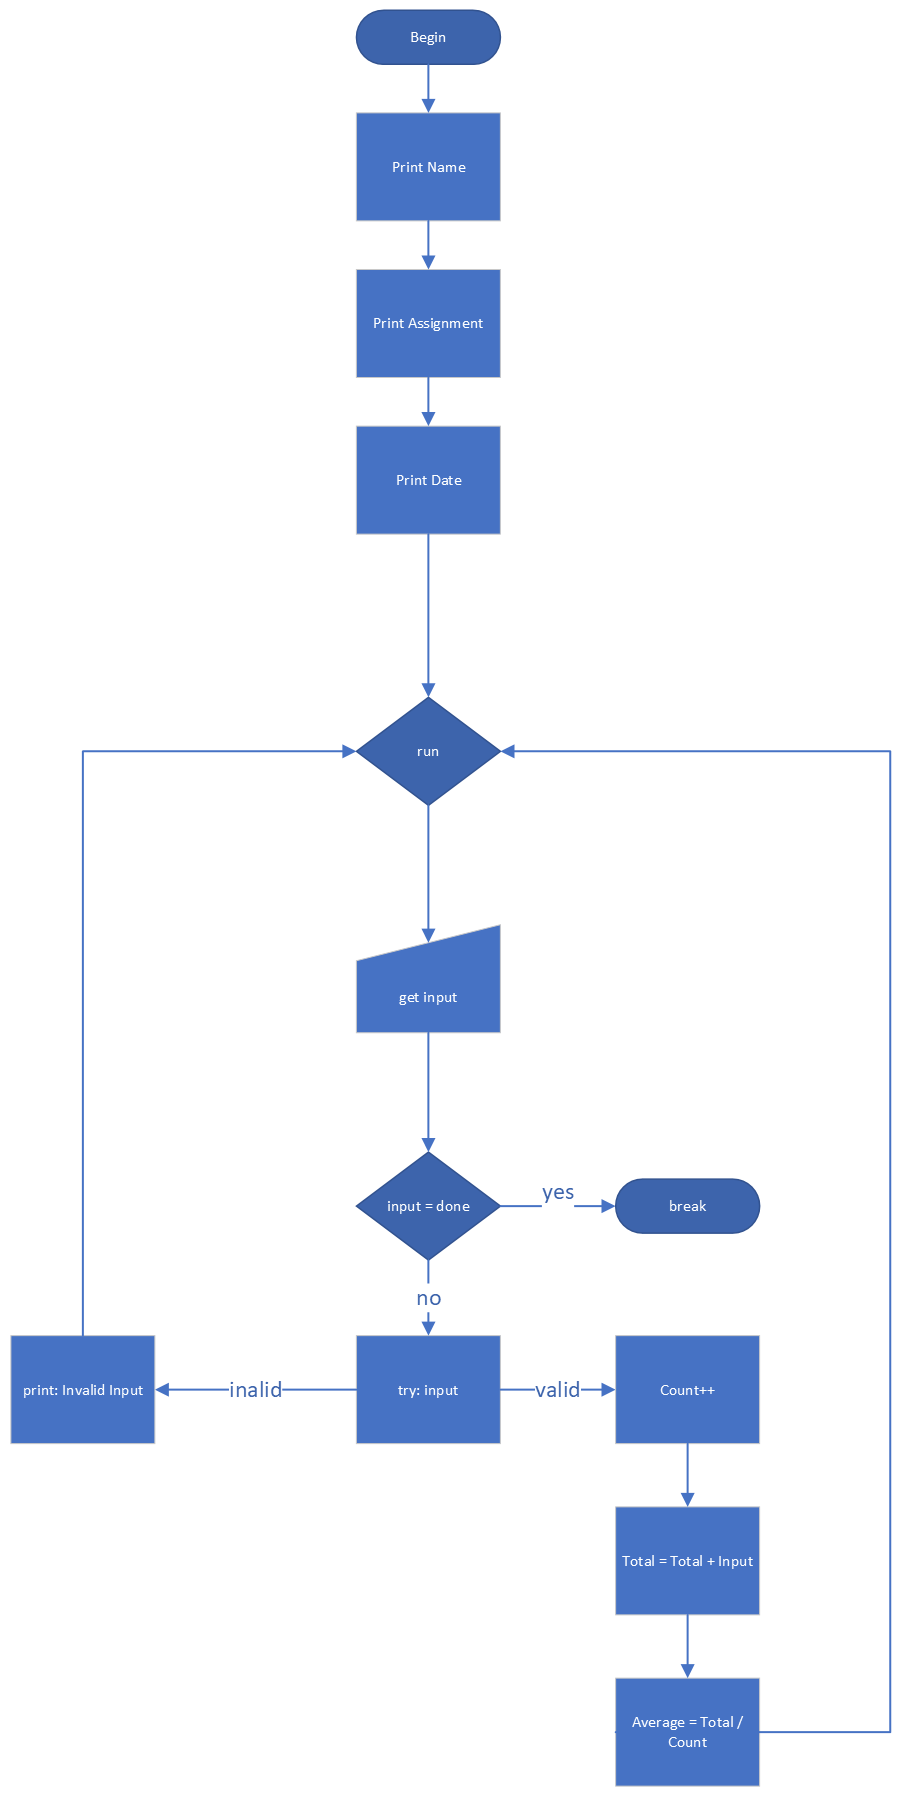 Begin
Print Name
Print Assignment
Print Date
run
get input
input = done
yes
break
no
print: Invalid Input
inalid
try: input
valid
Count++
Total = Total + Input
Average = Total /
Count